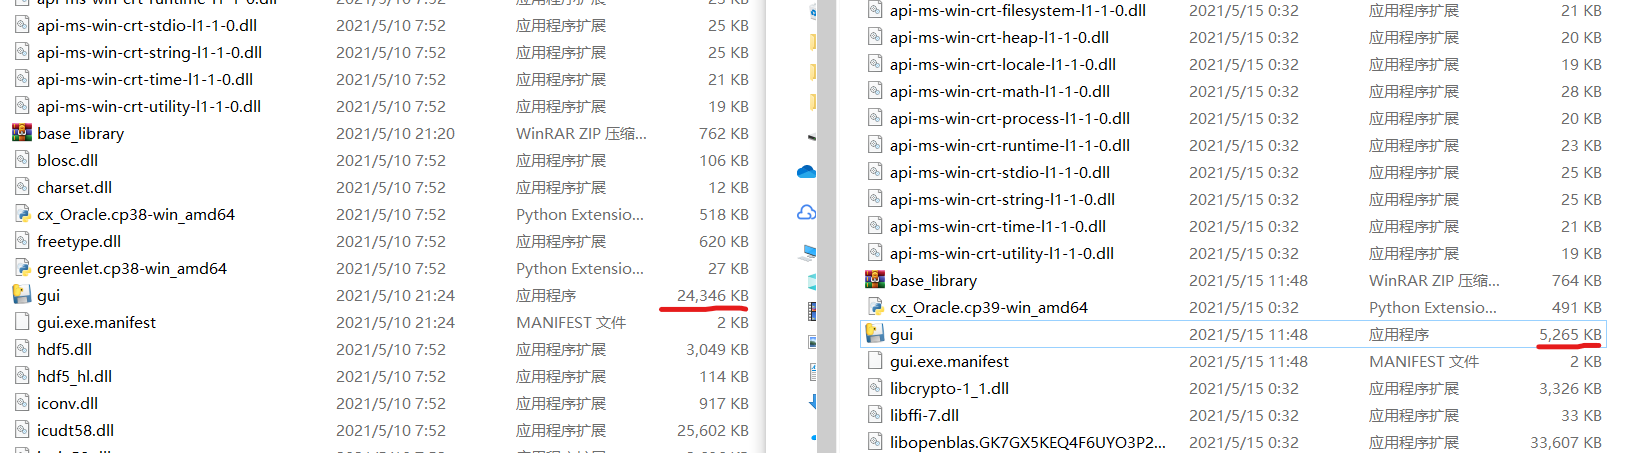 api-ms-win-crt-runtime-l1-1-0.dll 2021/5/10 7:52 应用程序扩展 23 KB
api-ms-win-crt-stdio-l1-1-0.dll 2021/5/10 7:52 应用程序扩展 25 KB
api-ms-win-crt-string-l1-1-0.dll 2021/5/10 7:52 应用程序扩展 25 KB
api-ms-win-crt-time-l1-1-0.dll 2021/5/10 7:52 应用程序扩展 21 KB
api-ms-win-crt-utility-l1-1-0.dll 2021/5/10 7:52 应用程序扩展 19 KB
base_library 2021/5/10 21:20 WinRAR ZIP 压缩... 762 KB
blosc.dll 2021/5/10 7:52 应用程序扩展 106 KB
charset.dll 2021/5/10 7:52 应用程序扩展 12 KB
cx_Oracle.cp38-win_amd64 2021/5/10 7:52 Python Extensio... 518 KB
freetype.dll 2021/5/10 7:52 应用程序扩展 620 KB
greenlet.cp38-win_amd64 2021/5/10 7:52 Python Extensio... 27 KB
gui 2021/5/10 21:24 应用程序 24,346 KB
gui.exe.manifest 2021/5/10 21:24 MANIFEST 文件 2 KB
hdf5.dll 2021/5/10 7:52 应用程序扩展 3,049 KB
hdf5_hl.dll 2021/5/10 7:52 应用程序扩展 114 KB
iconv.dll 2021/5/10 7:52 应用程序扩展 917 KB
icudt58.dll 2021/5/10 7:52 应用程序扩展 25,602 KB
api-ms-win-crt-filesystem-l1-1-0.dll 2021/5/15 0:32 应用程序扩展 21 KB
api-ms-win-crt-heap-l1-1-0.dll 2021/5/15 0:32 应用程序扩展 20 KB
api-ms-win-crt-locale-l1-1-0.dll 2021/5/15 0:32 应用程序扩展 19 KB
api-ms-win-crt-math-l1-1-0.dll 2021/5/15 0:32 应用程序扩展 28 KB
api-ms-win-crt-process-l1-1-0.dll 2021/5/15 0:32 应用程序扩展 20 KB
api-ms-win-crt-runtime-l1-1-0.dll 2021/5/15 0:32 应用程序扩展 23 KB
api-ms-win-crt-stdio-l1-1-0.dll 2021/5/15 0:32 应用程序扩展 25 KB
api-ms-win-crt-string-l1-1-0.dll 2021/5/15 0:32 应用程序扩展 25 KB
api-ms-win-crt-time-l1-1-0.dll 2021/5/15 0:32 应用程序扩展 21 KB
api-ms-win-crt-utility-l1-1-0.dll 2021/5/15 0:32 应用程序扩展 19 KB
base_library 2021/5/15 11:48 WinRAR ZIP 压缩... 764 KB
cx_Oracle.cp39-win_amd64 2021/5/15 0:32 Python Extensio... 491 KB
gui 2021/5/15 11:48 应用程序 5,265 KB
gui.exe.manifest 2021/5/15 11:48 MANIFEST 文件 2 KB
libcrypto-1_1.dll 2021/5/15 0:32 应用程序扩展 3,326 KB
libffi-7.dll 2021/5/15 0:32 应用程序扩展 33 KB
libopenblas.GK7GX5KEQ4F6UYO3P2... 2021/5/15 0:32 应用程序扩展 33,607 KB